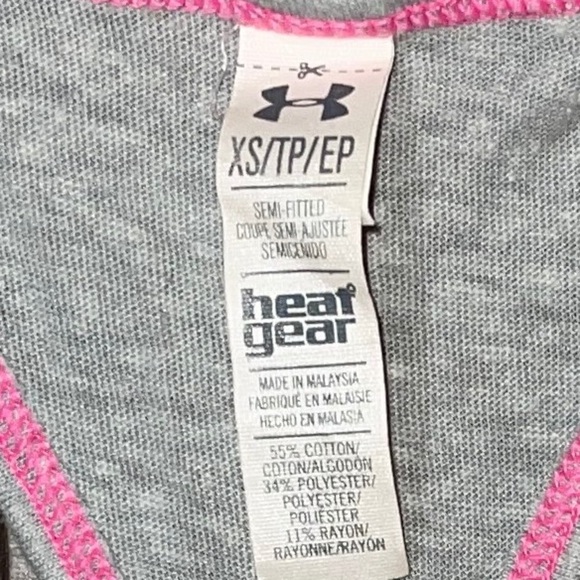 XS/TP/EP
SEMI-FITTED
COUPE SEMI-AJUSTÉE
SEMICENIDO
heat
gear
MADE IN MALAYSIA
FABRIQUÉ EN MALAISIE
HECHO EN MALASIA
55% COTTON/
COTON/ALGODÓN
34% POLYESTER/
POLYESTER/
POLIÉSTER
11% RAYON/
RAYONNE/RAYÓN